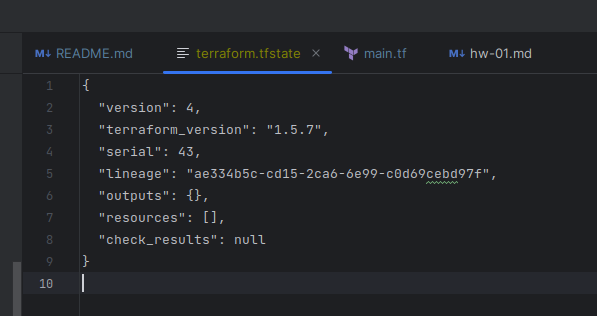 README.md terraform.tfstate main.tf hw-01.md
1 {
2 "version": 4,
3 "terraform_version": "1.5.7",
4 "serial": 43,
5 "lineage": "ae334b5c-cd15-2ca6-6e99-c0d69cebd97f",
6 "outputs": {},
7 "resources": [],
8 "check_results": null
9 }
10